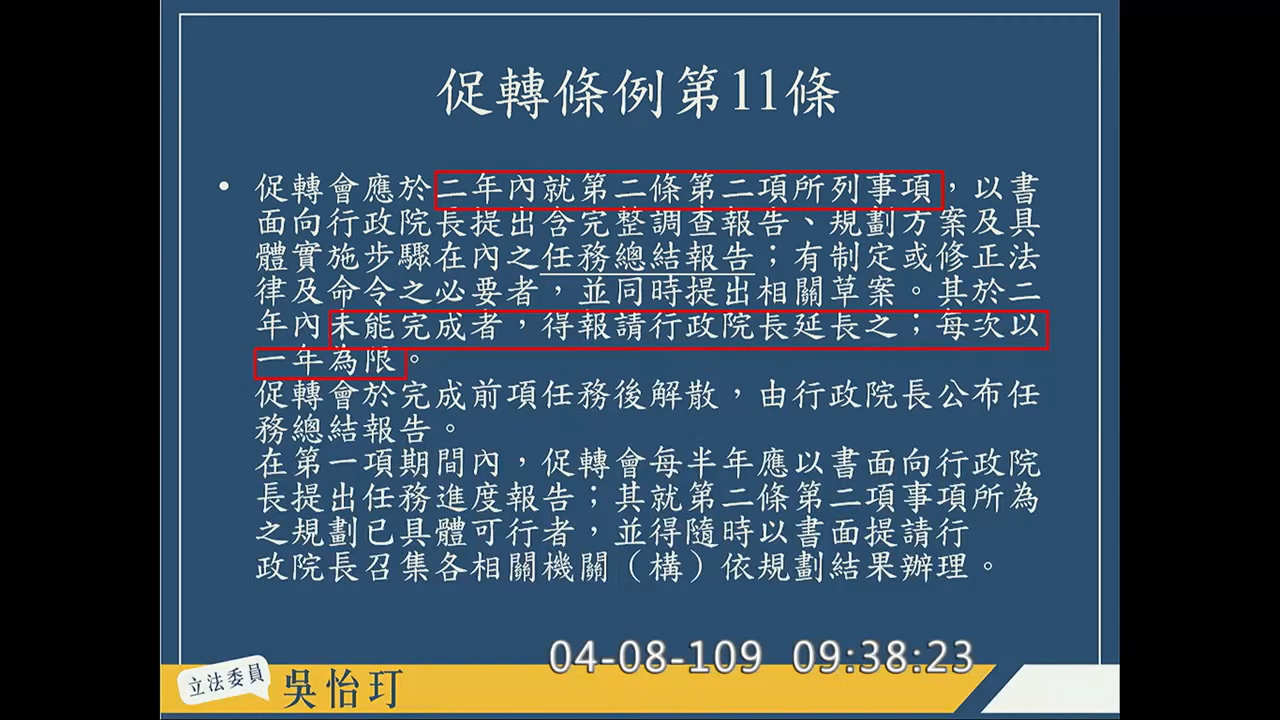 促轉條例第11條
• 促轉會應於二年內就第二條第二項所列事項，以書
面向行政院長提出含完整調查報告、規劃方案及具
體實施步驟在內之任務總結報告；有制定或修正法
律及命令之必要者，並同時提出相關草案。其於二
年內未能完成者，得報請行政院長延長之；每次以
一年為限。
促轉會於完成前項任務後解散，由行政院長公布任
務總結報告。
在第一項期間內，促轉會每半年應以書面向行政院
長提出任務進度報告；其就第二條第二項事項所為
之規劃已具體可行者，並得隨時以書面提請行
政院長召集各相關機關（構）依規劃結果辦理。
04-08-109 09:38:23
立法委員 吳怡玎